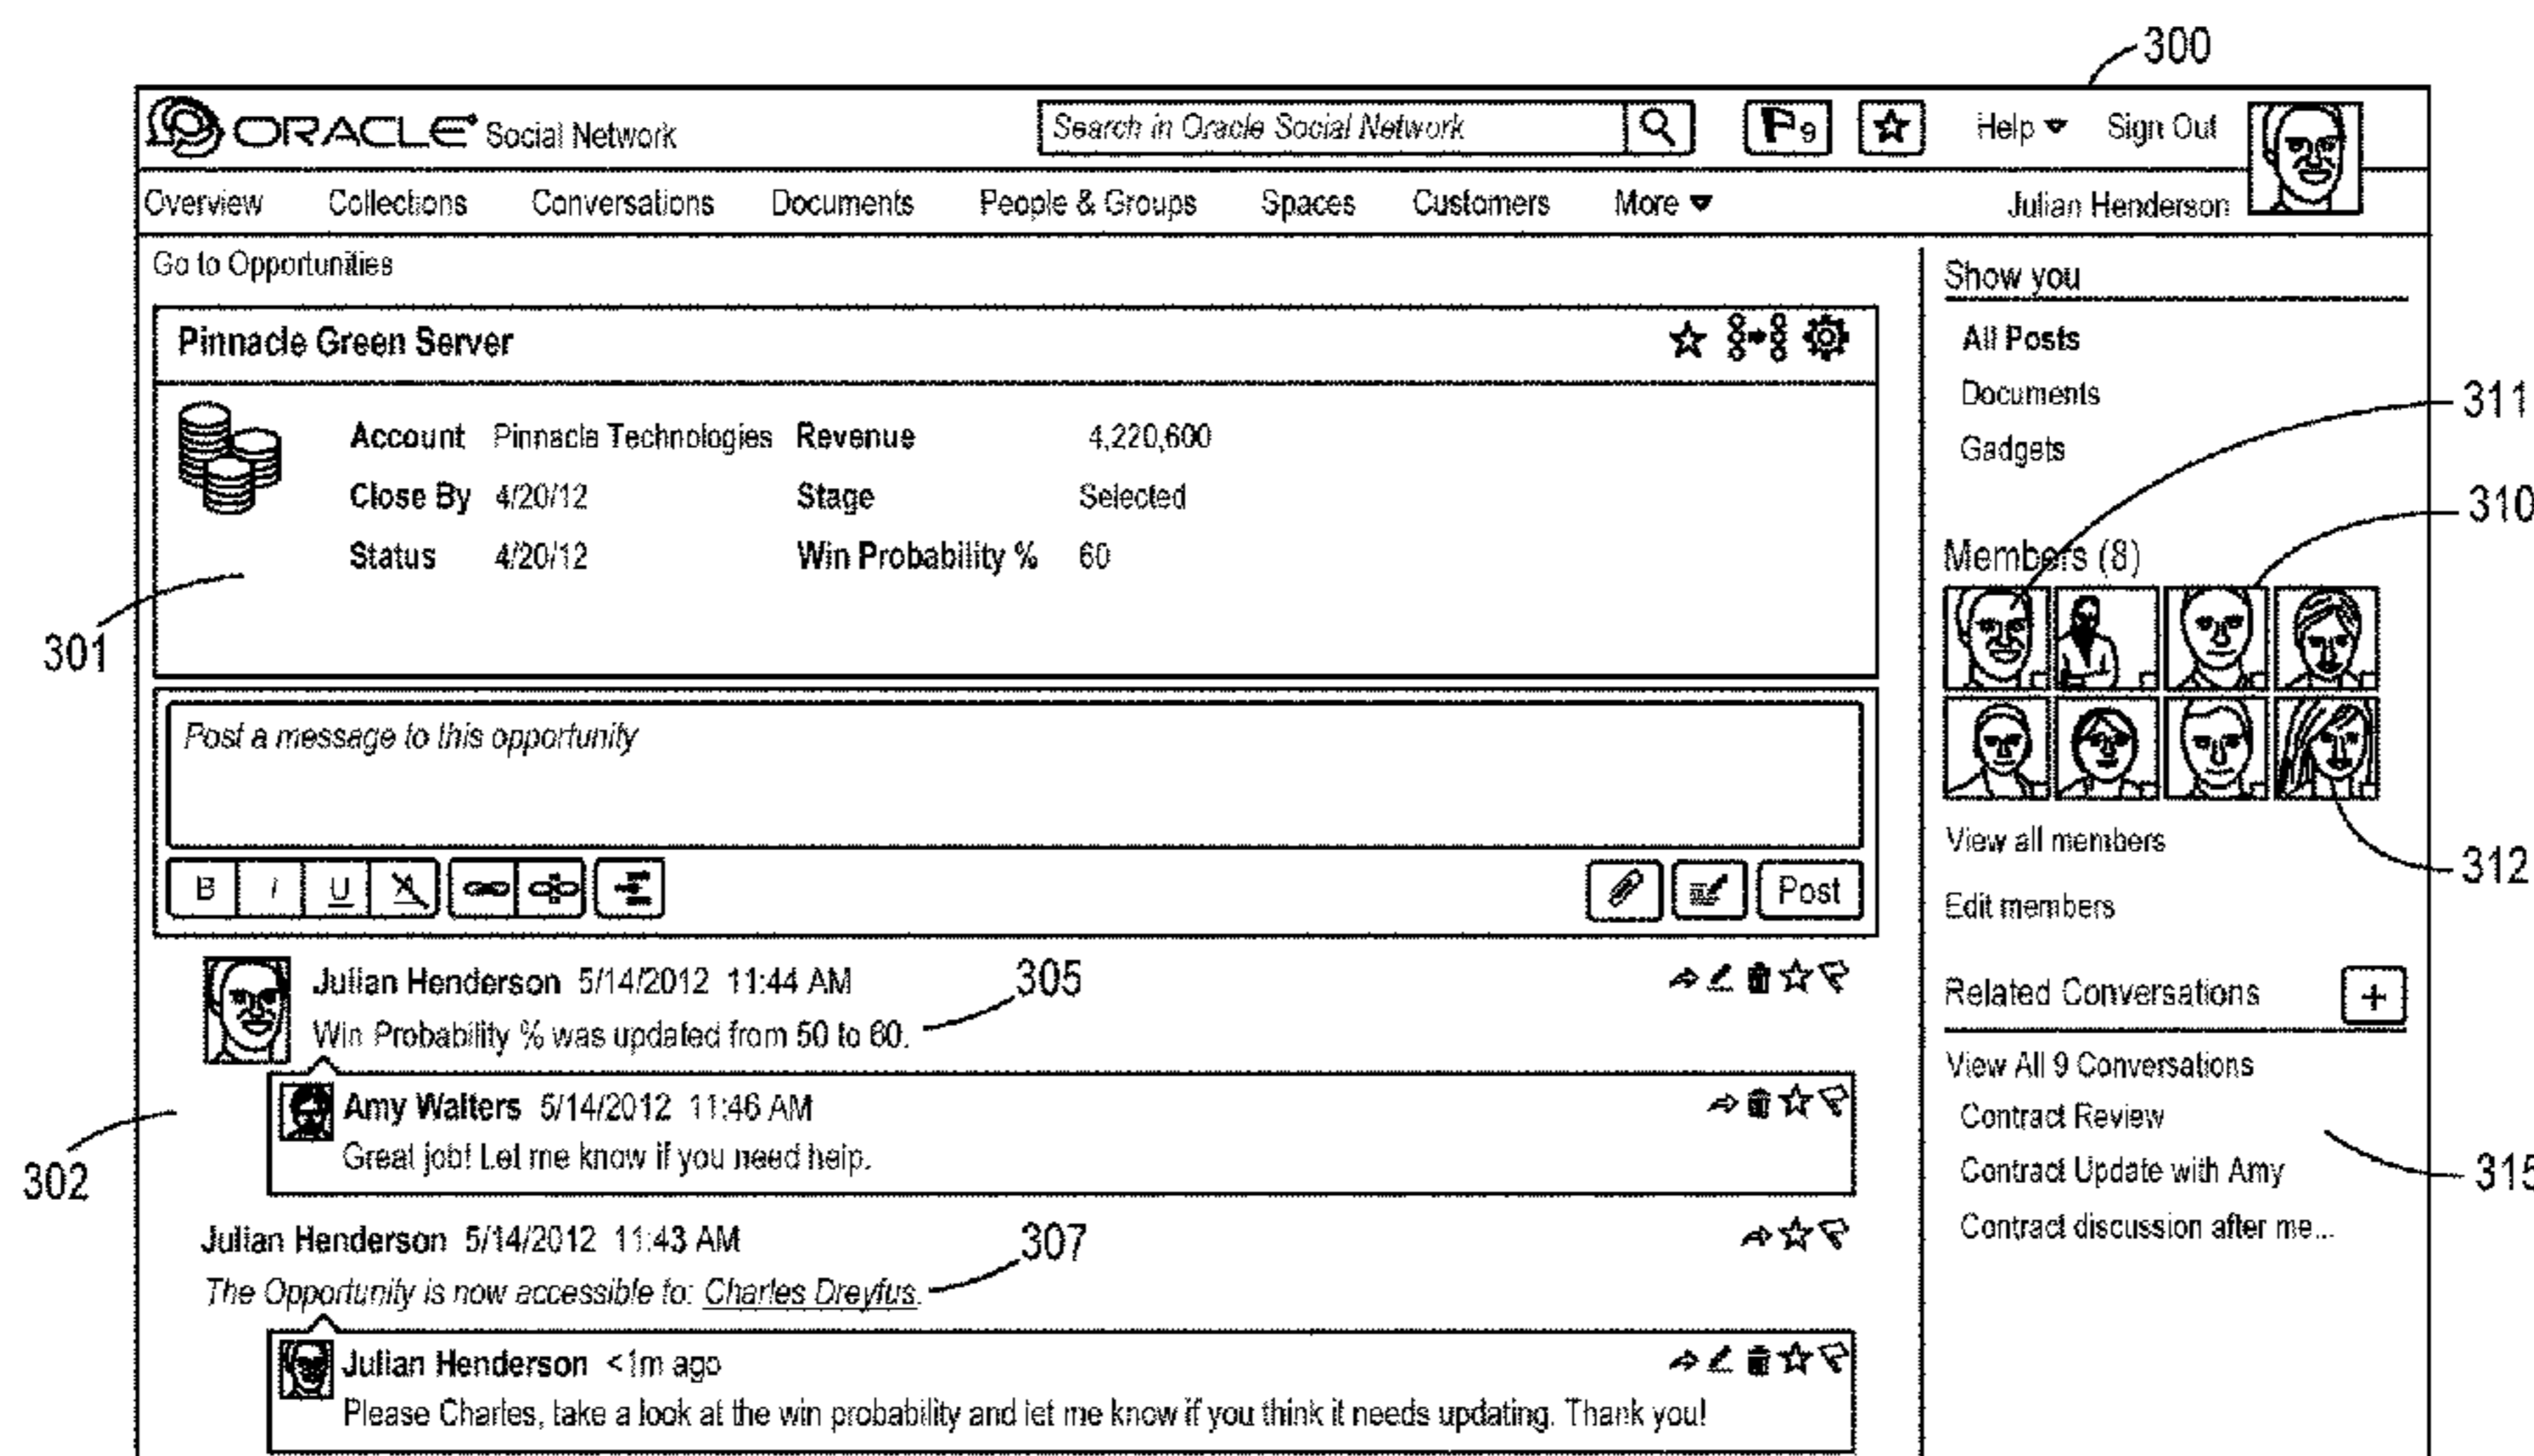 300
ORACLE Social Network
Search in Oracle Social Network
9
Help
Sign Out
Overview
Collections
Conversations
Documents
People & Groups
Spaces
Customers
More
Julian Henderson
Go to Opportunities
Pinnacle Green Server
Account Pinnacle Technologies Revenue 4,220,600
Close By 4/20/12 Stage Selected
Status 4/20/12 Win Probability % 60
301
Post a message to this opportunity
B I U A
Post
Julian Henderson 5/14/2012 11:44 AM
305
Win Probability % was updated from 50 to 60.
Amy Walters 5/14/2012 11:46 AM
Great job! Let me know if you need help.
302
Julian Henderson 5/14/2012 11:43 AM
307
The Opportunity is now accessible to: Charles Dreyfus.
Julian Henderson <1m ago
Please Charles, take a look at the win probability and let me know if you think it needs updating. Thank you!
Show you
All Posts
Documents
Gadgets
311
310
Members (8)
View all members
312
Edit members
Related Conversations +
View All 9 Conversations
Contract Review
Contract Update with Amy
315
Contract discussion after me...